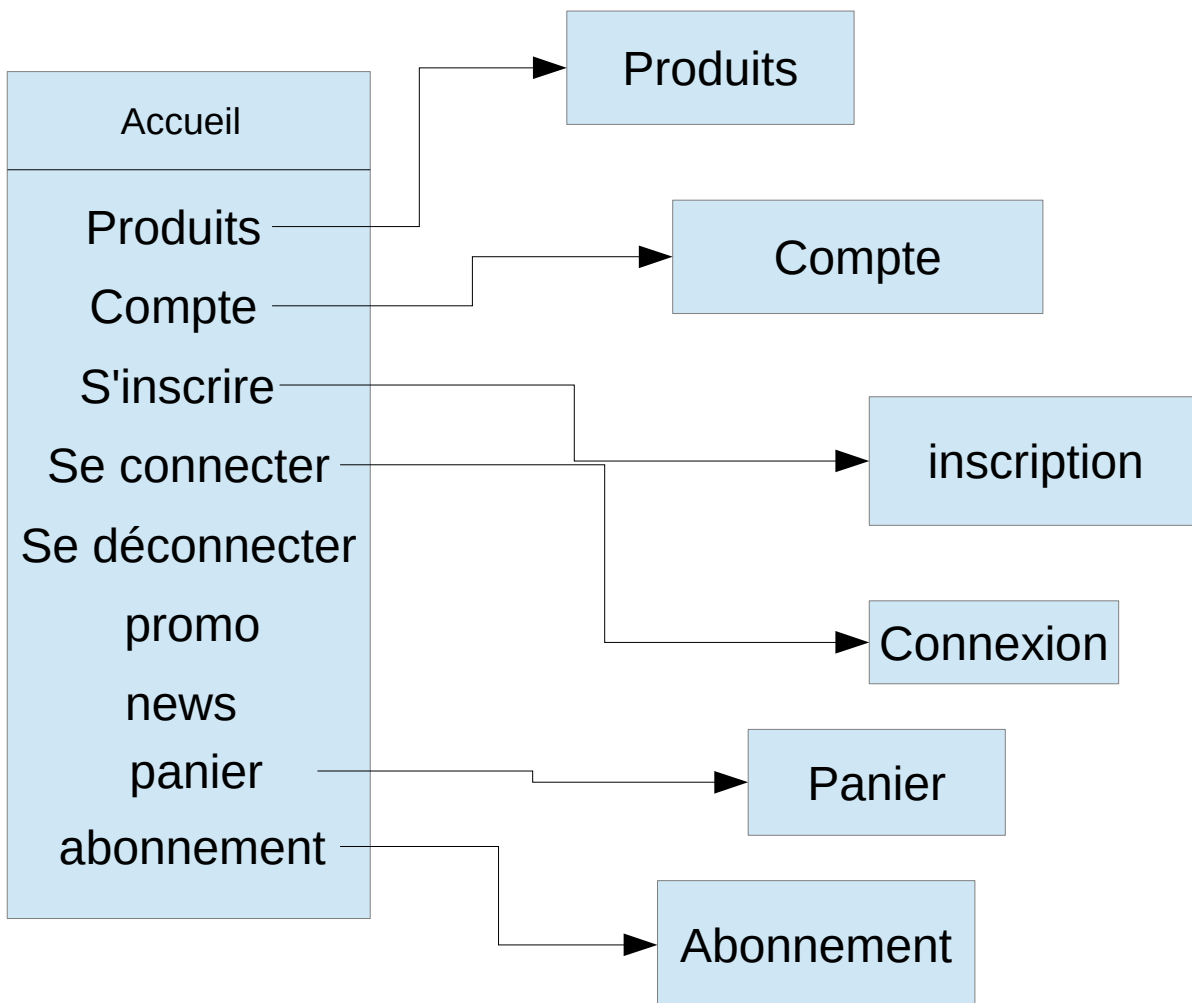 Accueil
Produits
Compte
S'inscrire
Se connecter
Se déconnecter
promo
news
panier
abonnement
Produits
Compte
inscription
Connexion
Panier
Abonnement